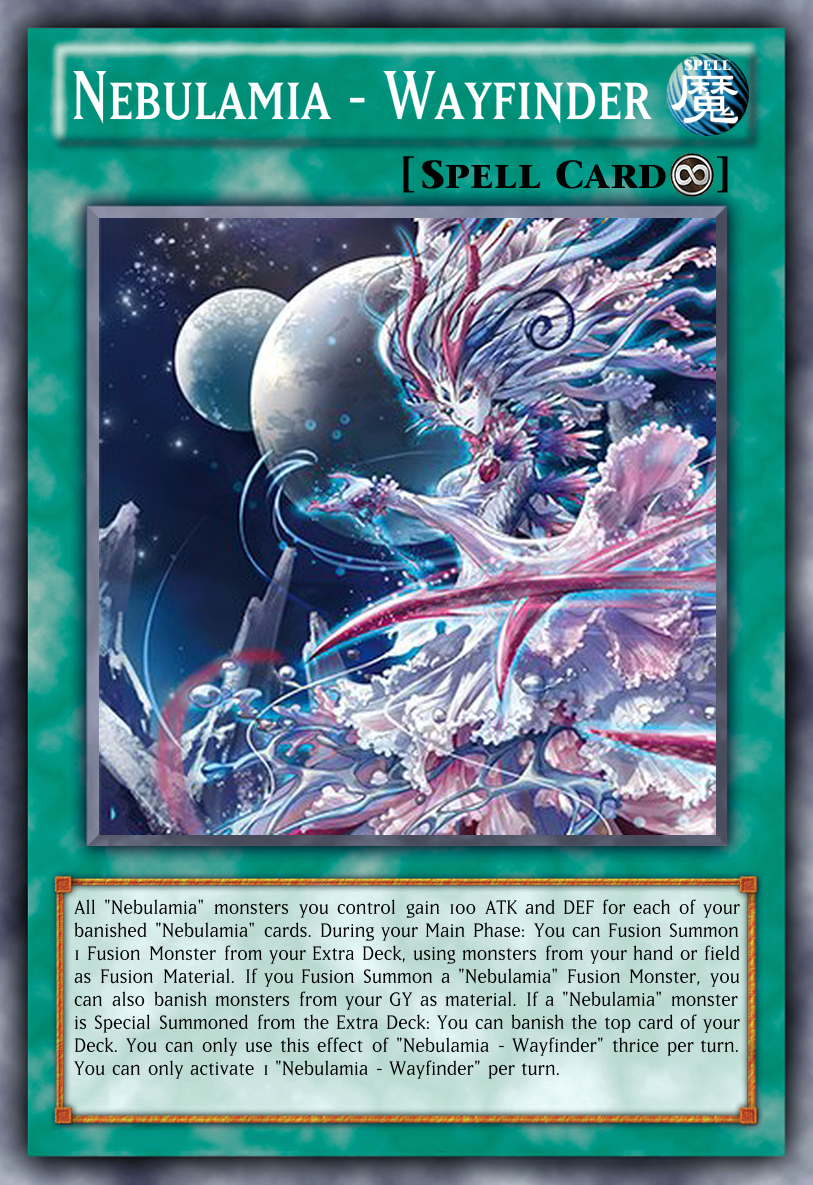 Nebulamia - Wayfinder
SPELL
魔
[Spell Card∞]
All "Nebulamia" monsters you control gain 100 ATK and DEF for each of your
banished "Nebulamia" cards. During your Main Phase: You can Fusion Summon
1 Fusion Monster from your Extra Deck, using monsters from your hand or field
as Fusion Material. If you Fusion Summon a "Nebulamia" Fusion Monster, you
can also banish monsters from your GY as material. If a "Nebulamia" monster
is Special Summoned from the Extra Deck: You can banish the top card of your
Deck. You can only use this effect of "Nebulamia - Wayfinder" thrice per turn.
You can only activate 1 "Nebulamia - Wayfinder" per turn.